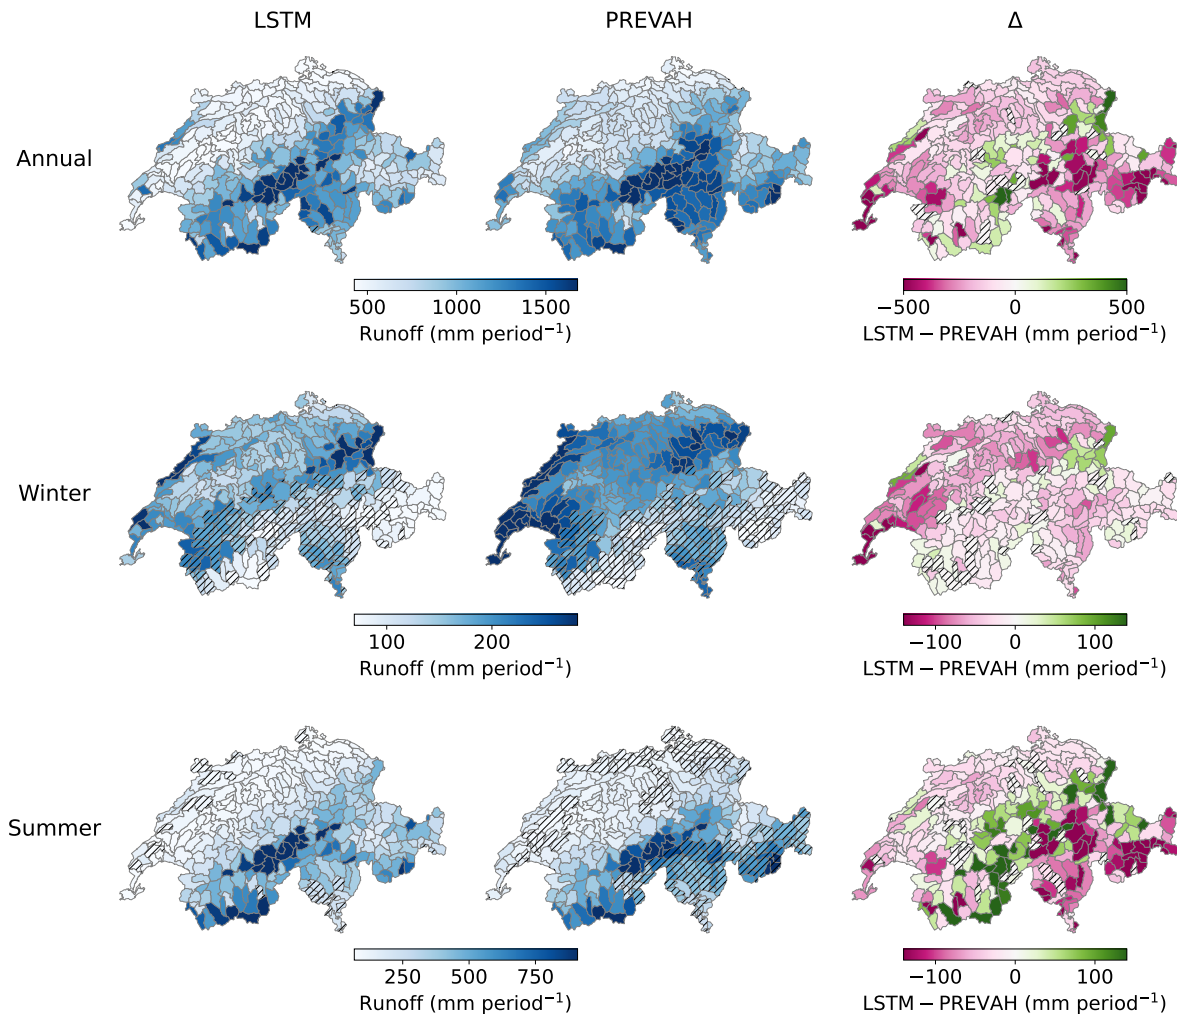 LSTM PREVAH Δ
Annual
500 1000 1500 −500 0 500
Runoff (mm period⁻¹) LSTM − PREVAH (mm period⁻¹)
Winter
100 200 −100 0 100
Runoff (mm period⁻¹) LSTM − PREVAH (mm period⁻¹)
Summer
250 500 750 −100 0 100
Runoff (mm period⁻¹) LSTM − PREVAH (mm period⁻¹)